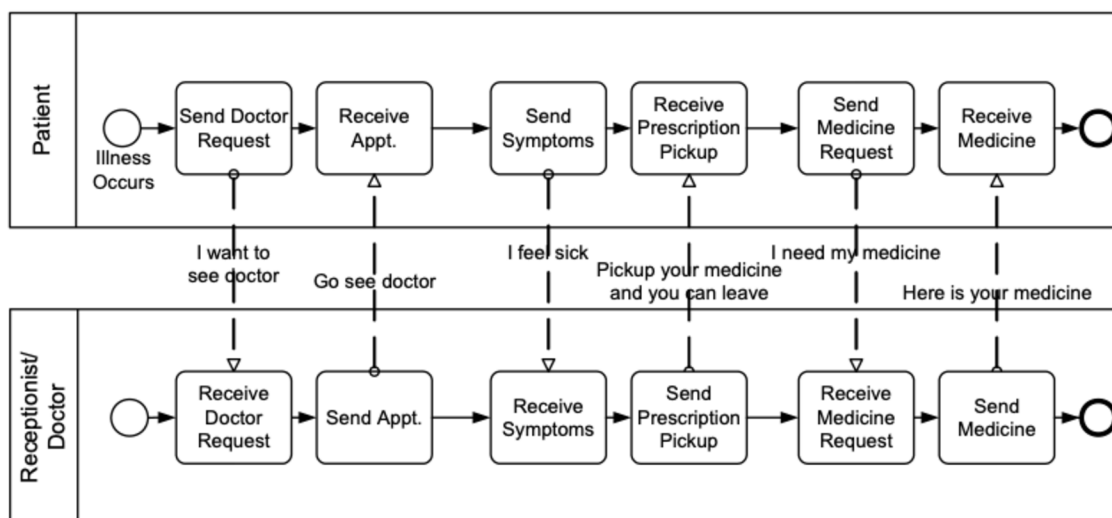 Patient
Illness
Occurs
Send Doctor
Request
Receive
Appt.
Send
Symptoms
Receive
Prescription
Pickup
Send
Medicine
Request
Receive
Medicine
I want to
see doctor
Go see doctor
I feel sick
Pickup your medicine
and you can leave
I need my medicine
Here is your medicine
Receptionist/
Doctor
Receive
Doctor
Request
Send Appt.
Receive
Symptoms
Send
Prescription
Pickup
Receive
Medicine
Request
Send
Medicine